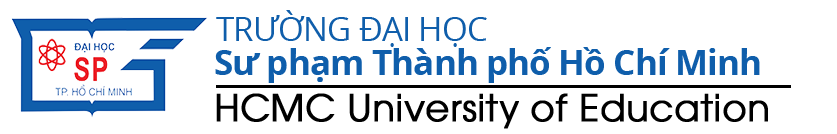 ĐẠI HỌC
SP
TP. HỒ CHÍ MINH
TRƯỜNG ĐẠI HỌC
Sư phạm Thành phố Hồ Chí Minh
HCMC University of Education